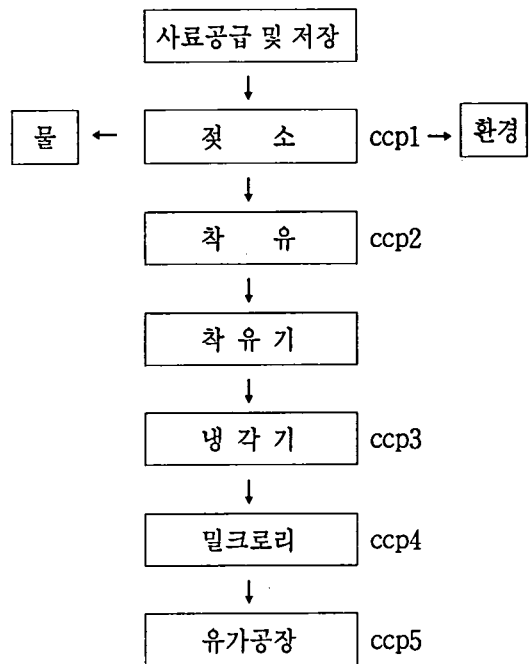 사료공급 및 저장
↓
물 ← 젖 소 ccp1 → 환경
↓
착 유 ccp2
↓
착 유 기
↓
냉 각 기 ccp3
↓
밀크로리 ccp4
↓
유가공장 ccp5